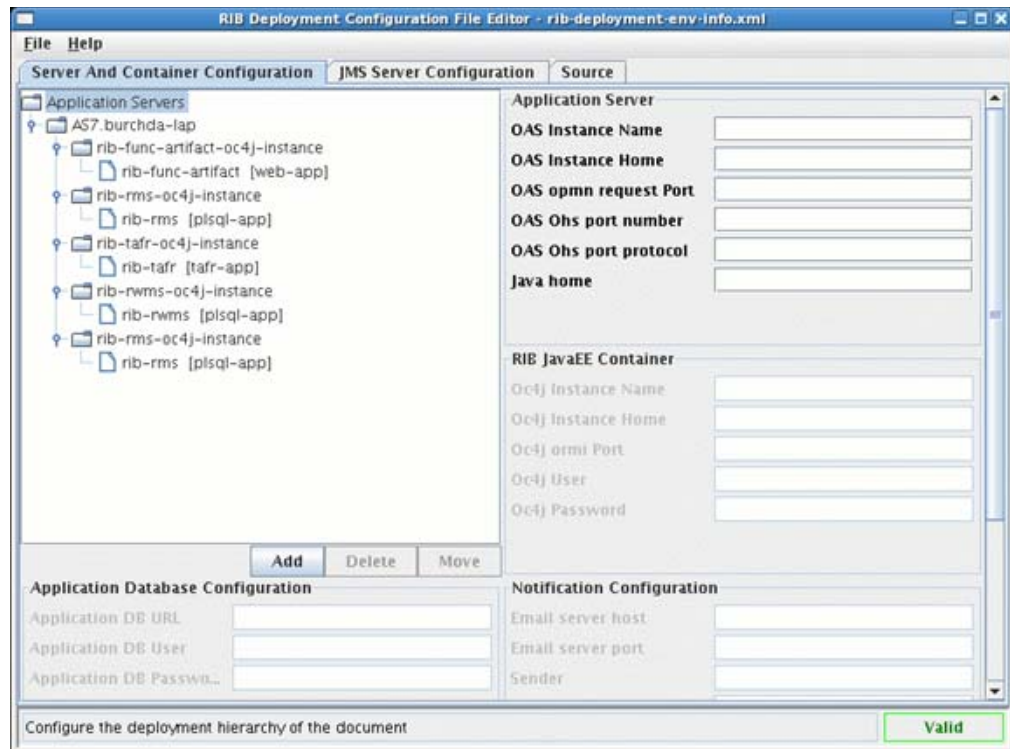 RIB Deployment Configuration File Editor - rib-deployment-env-info.xml
File Help
Server And Container Configuration JMS Server Configuration Source
Application Servers
AS7.burchda-lap
rib-func-artifact-oc4j-instance
rib-func-artifact [web-app]
rib-rms-oc4j-instance
rib-rms [plsql-app]
rib-tafr-oc4j-instance
rib-tafr [tafr-app]
rib-rwms-oc4j-instance
rib-rwms [plsql-app]
rib-rms-oc4j-instance
rib-rms [plsql-app]
Add Delete Move
Application Database Configuration
Application DB URL
Application DB User
Application DB Passwo...
Application Server
OAS Instance Name
OAS Instance Home
OAS opmn request Port
OAS Ohs port number
OAS Ohs port protocol
Java home
RIB JavaEE Container
Oc4j Instance Name
Oc4j Instance Home
Oc4j ormi Port
Oc4j User
Oc4j Password
Notification Configuration
Email server host
Email server port
Sender
Configure the deployment hierarchy of the document
Valid